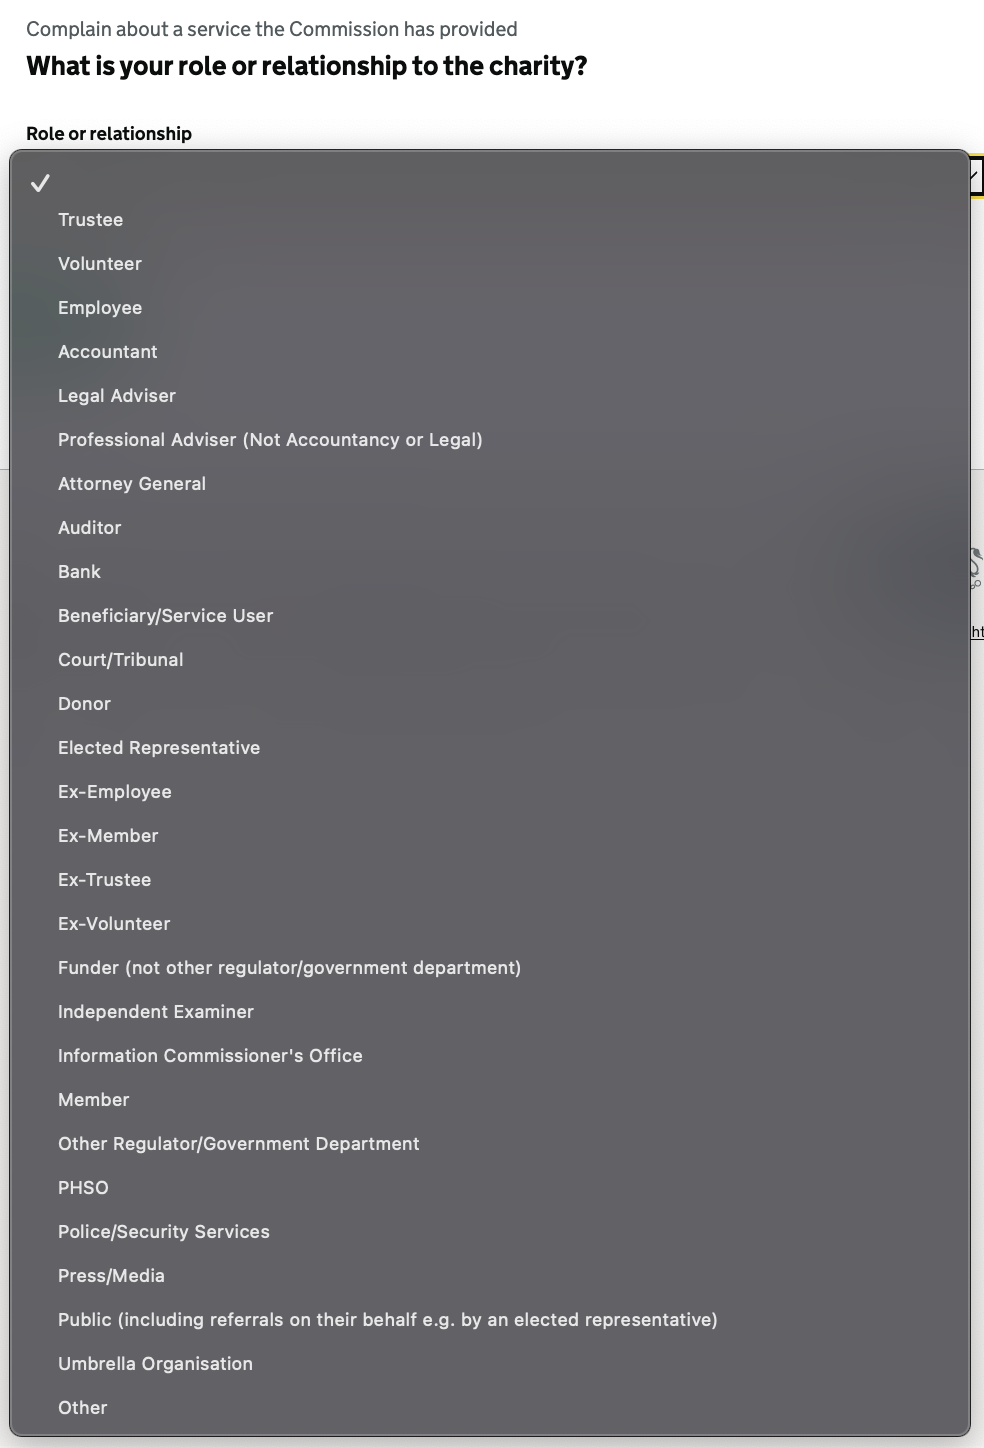 Complain about a service the Commission has provided
What is your role or relationship to the charity?
Role or relationship
Trustee
Volunteer
Employee
Accountant
Legal Adviser
Professional Adviser (Not Accountancy or Legal)
Attorney General
Auditor
Bank
Beneficiary/Service User
Court/Tribunal
Donor
Elected Representative
Ex-Employee
Ex-Member
Ex-Trustee
Ex-Volunteer
Funder (not other regulator/government department)
Independent Examiner
Information Commissioner's Office
Member
Other Regulator/Government Department
PHSO
Police/Security Services
Press/Media
Public (including referrals on their behalf e.g. by an elected representative)
Umbrella Organisation
Other